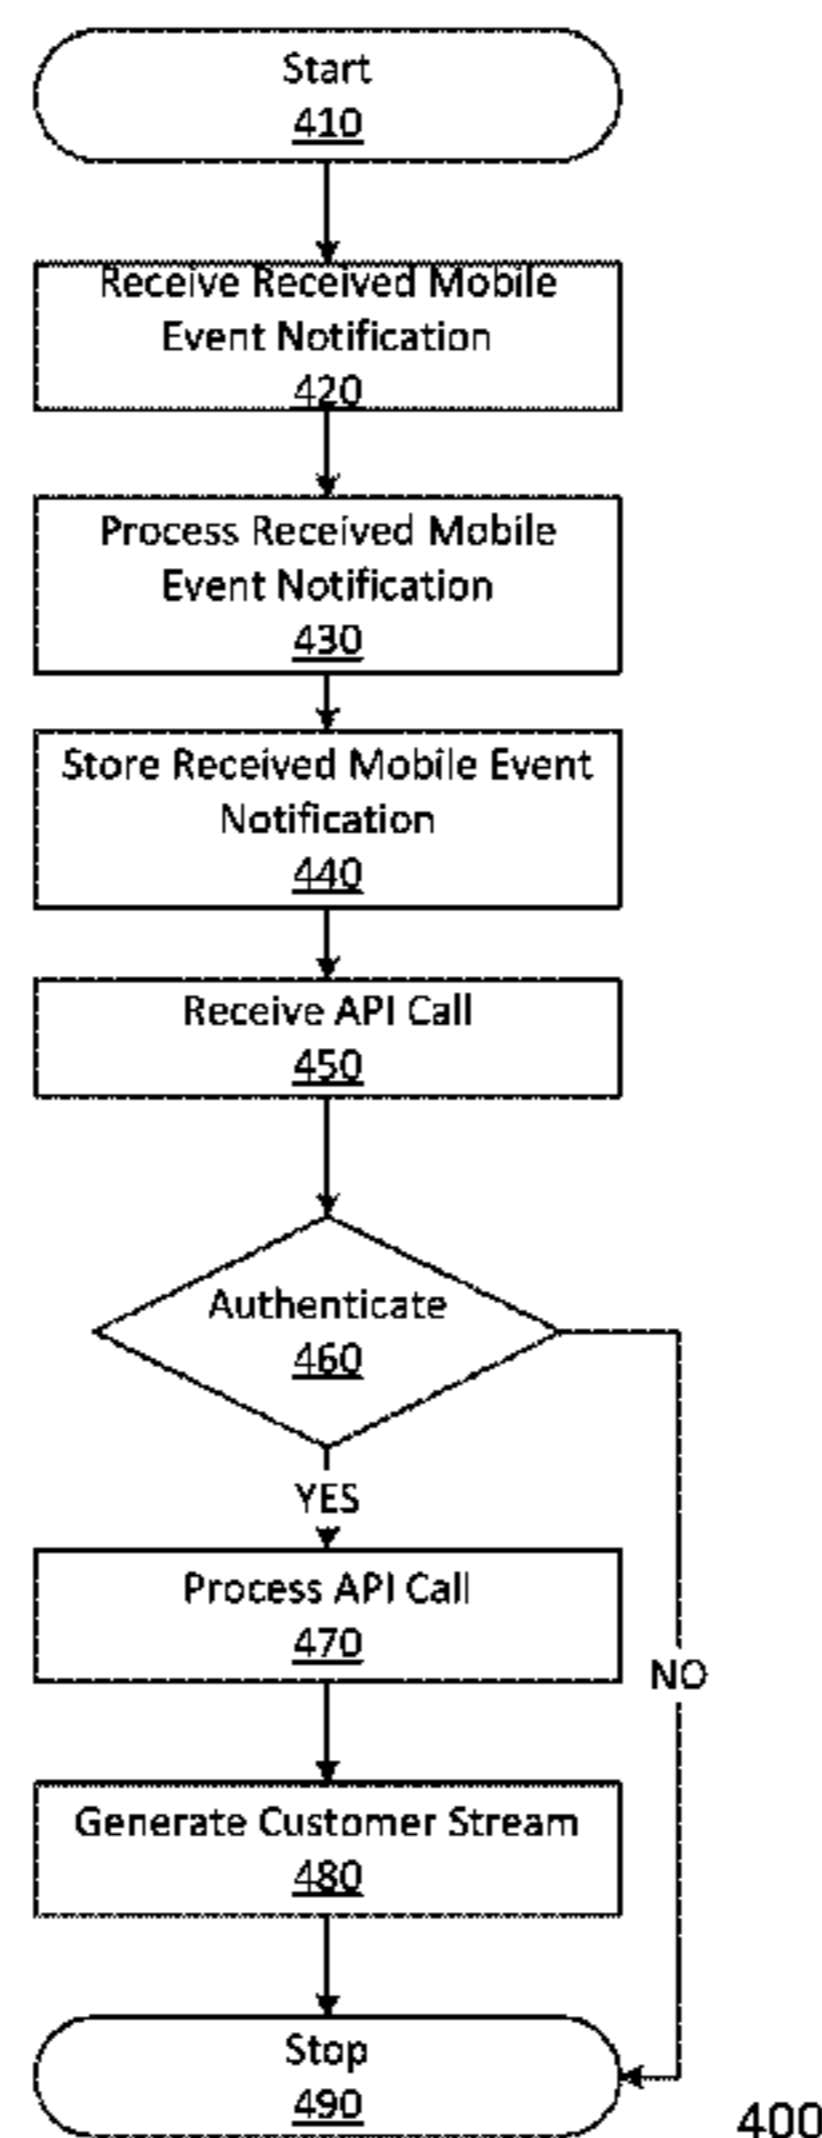 Start
410
Receive Received Mobile
Event Notification
420
Process Received Mobile
Event Notification
430
Store Received Mobile Event
Notification
440
Receive API Call
450
Authenticate
460
YES
Process API Call
470
NO
Generate Customer Stream
480
Stop
490
400